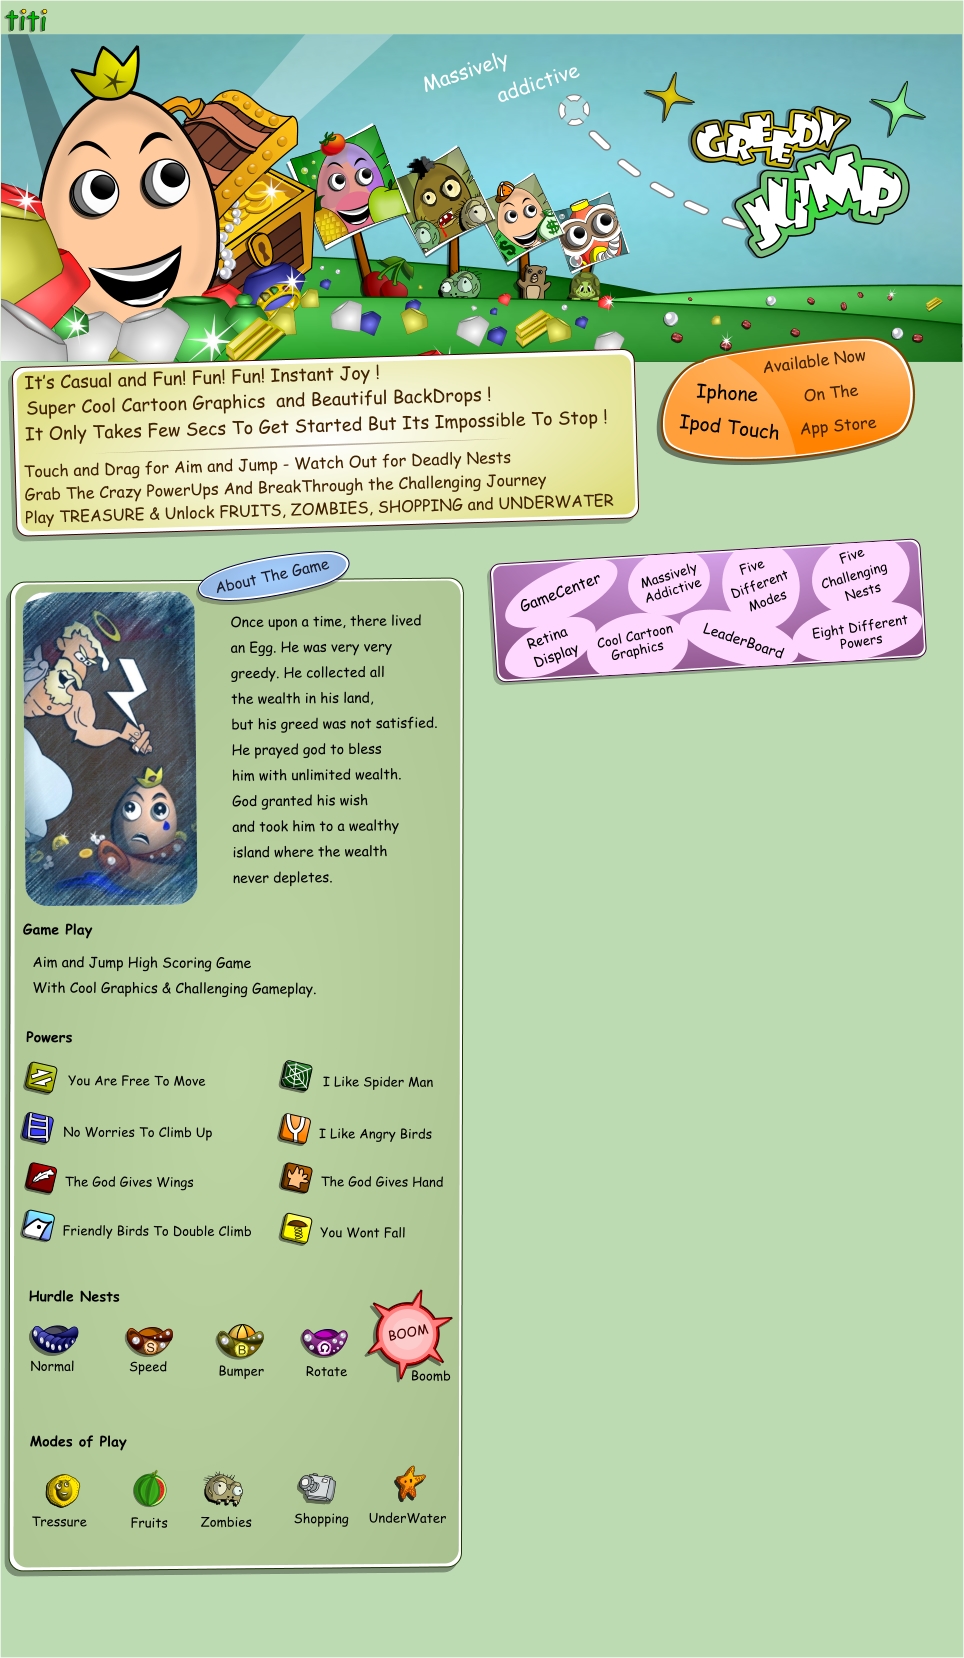 titi
Massively
addictive
GREEDY
JUMP
It's Casual and Fun! Fun! Fun! Instant Joy !
Super Cool Cartoon Graphics and Beautiful BackDrops !
It Only Takes Few Secs To Get Started But Its Impossible To Stop !
Touch and Drag for Aim and Jump - Watch Out for Deadly Nests
Grab The Crazy PowerUps And BreakThrough the Challenging Journey
Play TREASURE & Unlock FRUITS, ZOMBIES, SHOPPING and UNDERWATER
Iphone
Ipod Touch
Available Now
On The
App Store
GameCenter
Massively
Addictive
Five
Different
Modes
Five
Challenging
Nests
Retina
Display
Cool Cartoon
Graphics
LeaderBoard
Eight Different
Powers
About The Game
Once upon a time, there lived
an Egg. He was very very
greedy. He collected all
the wealth in his land,
but his greed was not satisfied.
He prayed god to bless
him with unlimited wealth.
God granted his wish
and took him to a wealthy
island where the wealth
never depletes.
Game Play
Aim and Jump High Scoring Game
With Cool Graphics & Challenging Gameplay.
Powers
You Are Free To Move
I Like Spider Man
No Worries To Climb Up
I Like Angry Birds
The God Gives Wings
The God Gives Hand
Friendly Birds To Double Climb
You Wont Fall
Hurdle Nests
S
B
BOOM
Normal
Speed
Bumper
Rotate
Boomb
Modes of Play
Tressure
Fruits
Zombies
Shopping
UnderWater